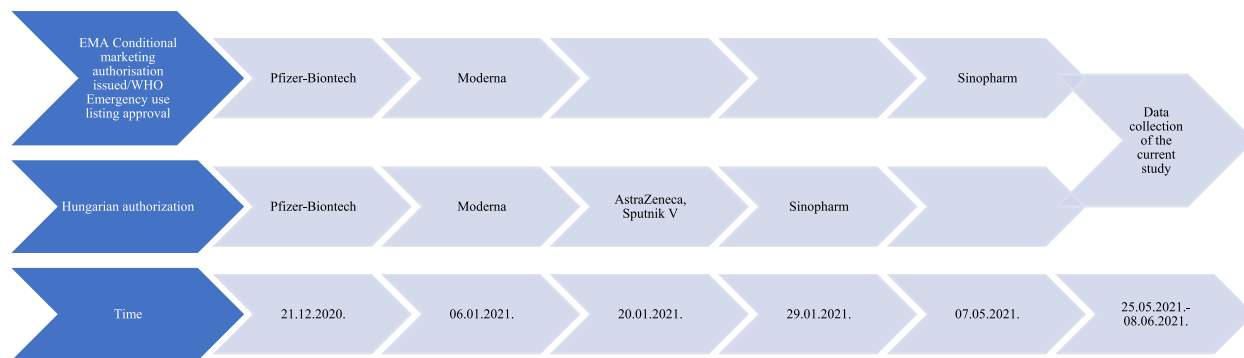 EMA Conditional
marketing
authorisation
issued/WHO
Emergency use
listing approval
Pfizer-Biontech
Moderna
Sinopharm
Data
collection
of the
current
study
Hungarian authorization
Pfizer-Biontech
Moderna
AstraZeneca,
Sputnik V
Sinopharm
Time
21.12.2020.
06.01.2021.
20.01.2021.
29.01.2021.
07.05.2021.
25.05.2021.-
08.06.2021.